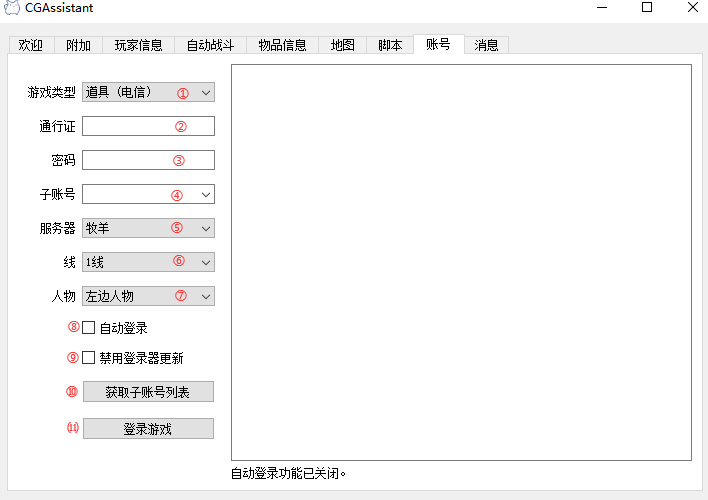 CGAssistant
欢迎 附加 玩家信息 自动战斗 物品信息 地图 脚本 账号 消息
游戏类型 道具（电信） ①
通行证 ②
密码 ③
子账号 ④
服务器 牧羊 ⑤
线 1线 ⑥
人物 左边人物 ⑦
⑧ 自动登录
⑨ 禁用登录器更新
⑩ 获取子账号列表
⑪ 登录游戏
自动登录功能已关闭。